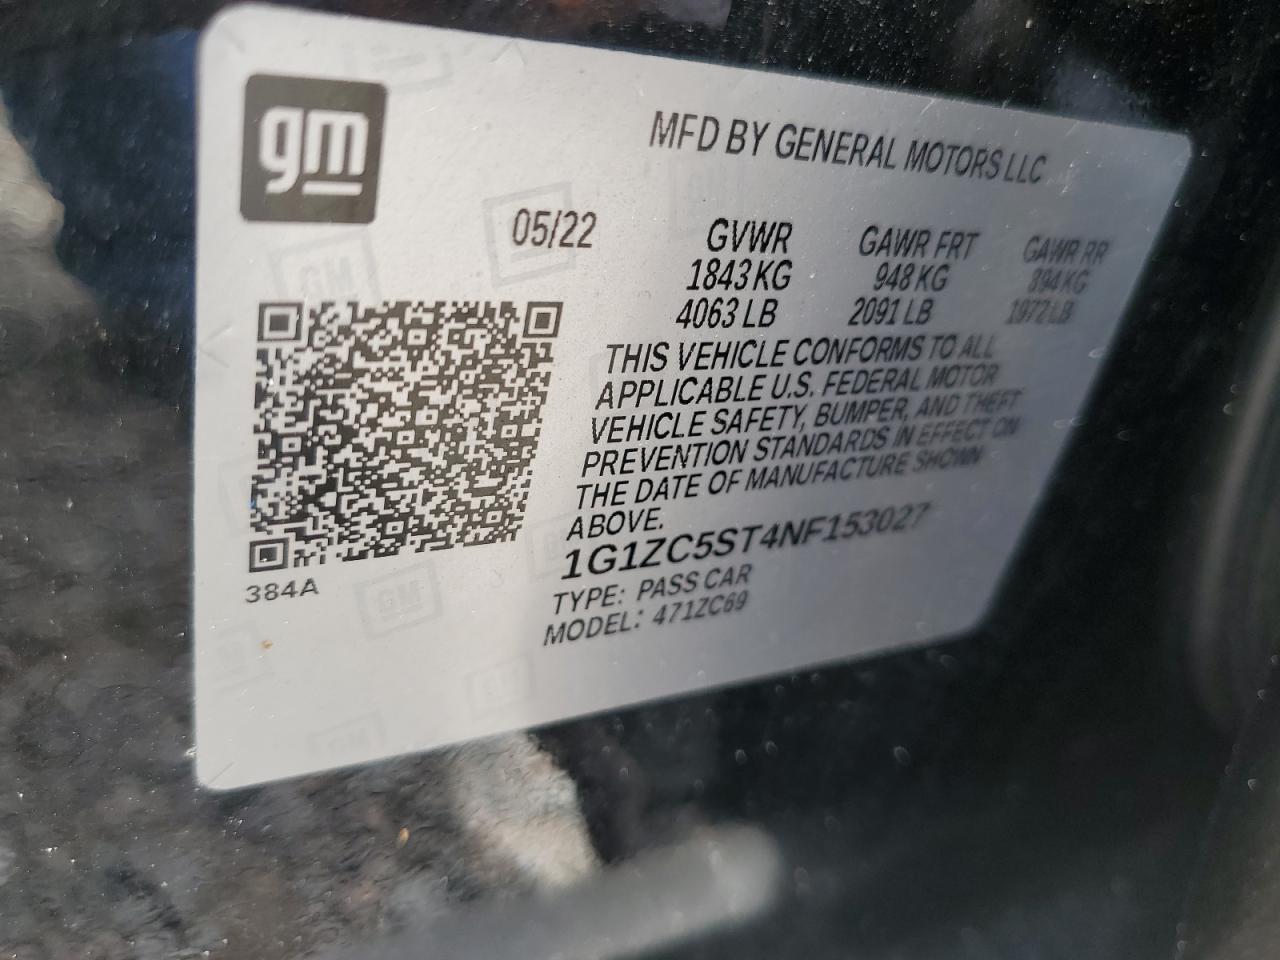 gm
MFD BY GENERAL MOTORS LLC
05/22 GVWR GAWR FRT GAWR RR
1843 KG 948 KG 894 KG
4063 LB 2091 LB 1972 LB
THIS VEHICLE CONFORMS TO ALL
APPLICABLE U.S. FEDERAL MOTOR
VEHICLE SAFETY, BUMPER, AND THEFT
PREVENTION STANDARDS IN EFFECT ON
THE DATE OF MANUFACTURE SHOWN
ABOVE.
1G1ZC5ST4NF153027
TYPE: PASS CAR
MODEL: 471ZC69
384A